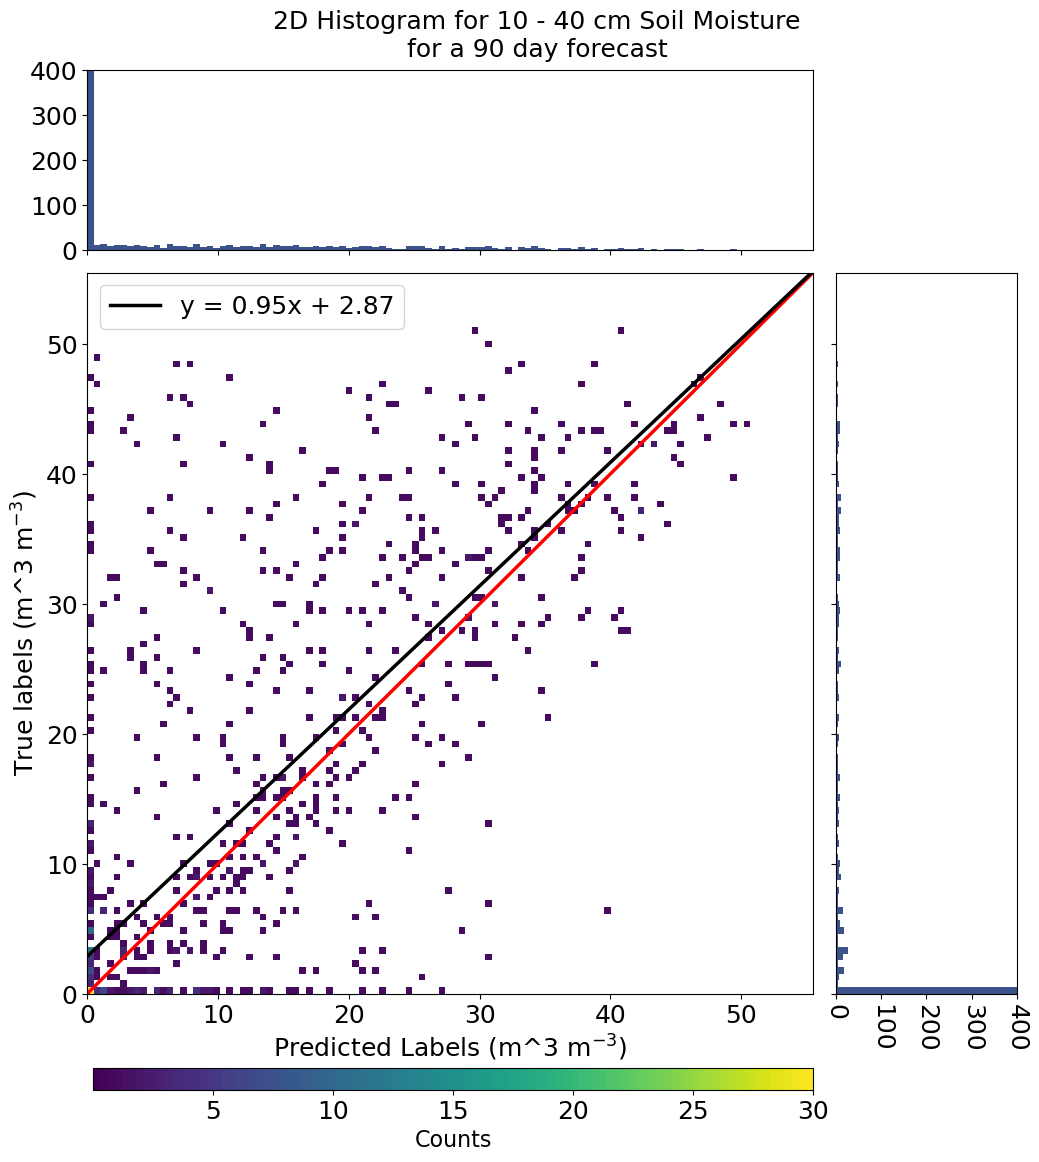 2D Histogram for 10 - 40 cm Soil Moisture
for a 90 day forecast
400
300
200
100
0
y = 0.95x + 2.87
50
40
30
20
10
0
True labels (m^3 m⁻³)
0 10 20 30 40 50
Predicted Labels (m^3 m⁻³)
0 100 200 300 400
5 10 15 20 25 30
Counts